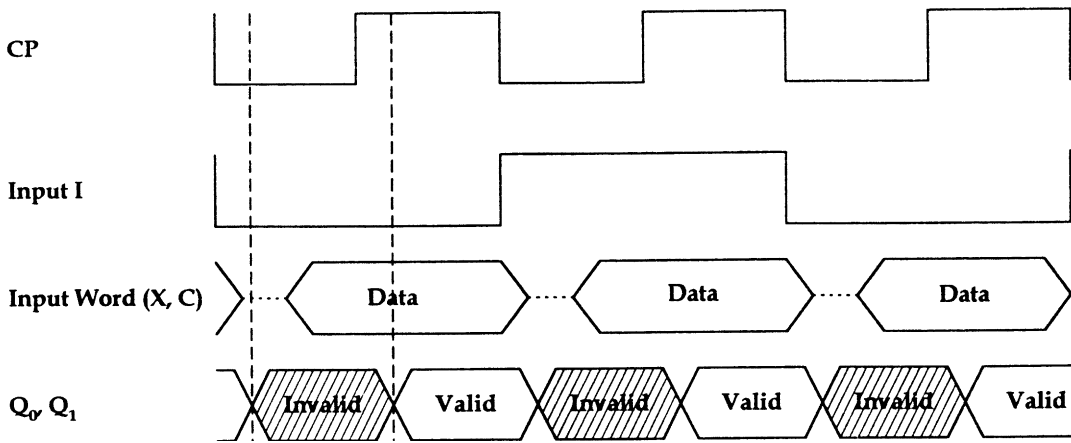 CP
Input I
Input Word (X, C)
Data
Data
Data
Q0, Q1
Invalid
Valid
Invalid
Valid
Invalid
Valid